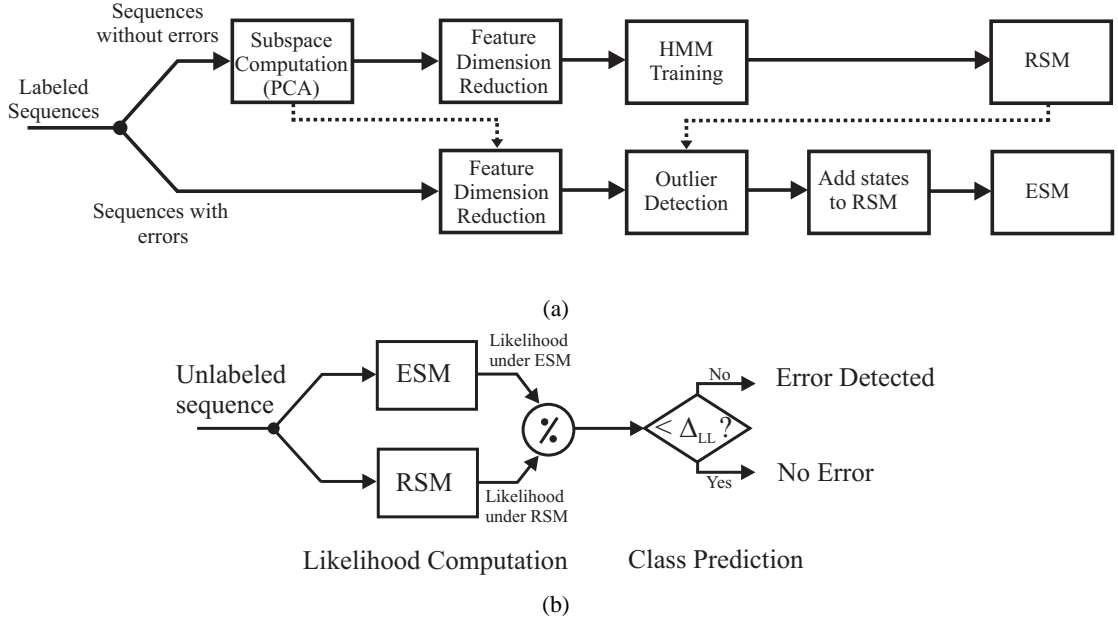 Sequences
without errors
Labeled
Sequences
Subspace
Computation
(PCA)
Feature
Dimension
Reduction
HMM
Training
RSM
Sequences with
errors
Feature
Dimension
Reduction
Outlier
Detection
Add states
to RSM
ESM
(a)
Unlabeled
sequence
ESM
Likelihood
under ESM
RSM
Likelihood
under RSM
%
< Δ_LL ?
No
Error Detected
Yes
No Error
Likelihood Computation
Class Prediction
(b)